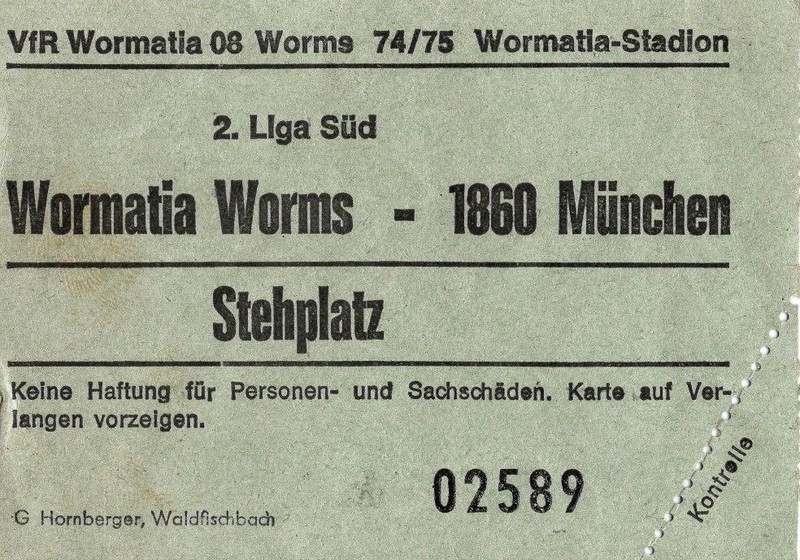 VfR Wormatia 08 Worms 74/75 Wormatia-Stadion
2. Liga Süd
Wormatia Worms - 1860 München
Stehplatz
Keine Haftung für Personen- und Sachschäden. Karte auf Ver-
langen vorzeigen.
02589
Kontrolle
G Hornberger, Waldfischbach